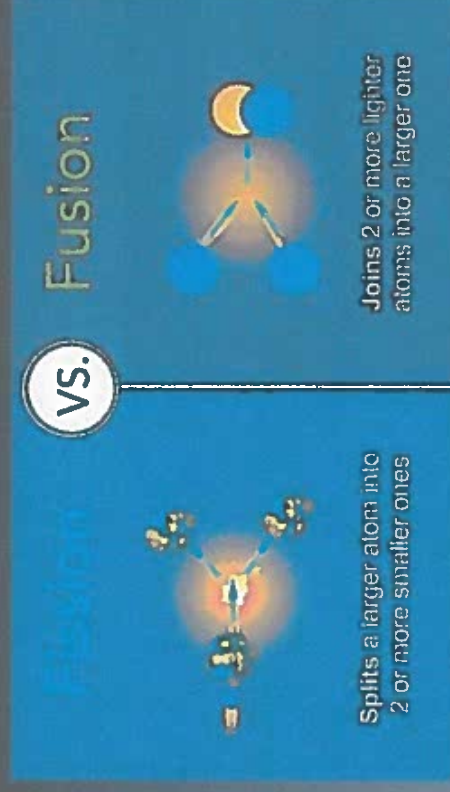 Fission
vs.
Fusion
Splits a larger atom into
2 or more smaller ones
Joins 2 or more lighter
atoms into a larger one